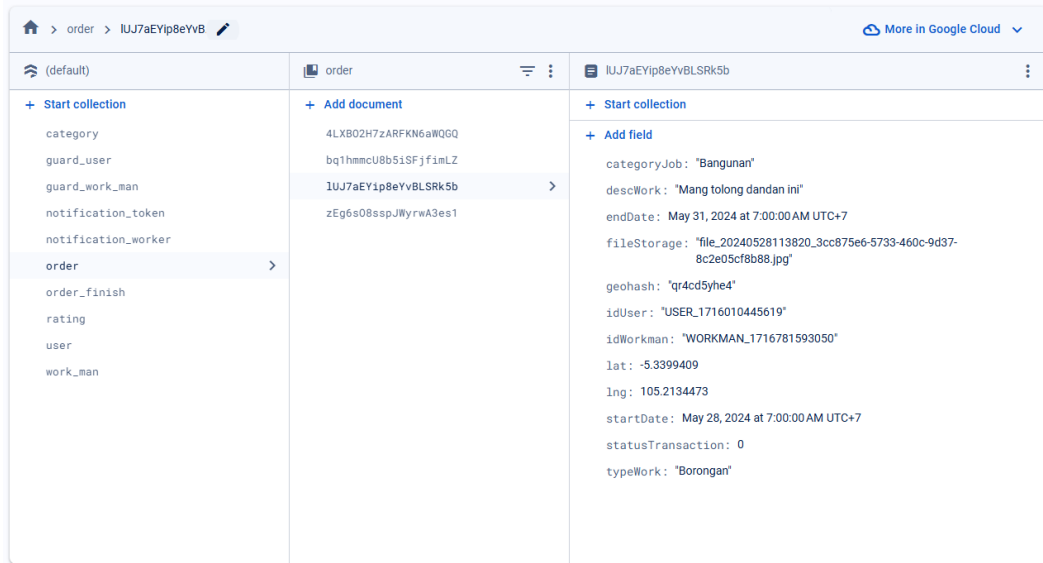 order > lUJ7aEYip8eYvB
More in Google Cloud
(default)
Start collection
category
guard_user
guard_work_man
notification_token
notification_worker
order
order_finish
rating
user
work_man
order
Add document
4LXBO2H7zARFKN6aWQGQ
bq1hmmcU8b5iSFjfimLZ
lUJ7aEYip8eYvBLSRk5b
zEg6sO8sspJWyrwA3es1
lUJ7aEYip8eYvBLSRk5b
Start collection
Add field
categoryJob: "Bangunan"
descWork: "Mang tolong dandan ini"
endDate: May 31, 2024 at 7:00:00 AM UTC+7
fileStorage: "file_20240528113820_3cc875e6-5733-460c-9d37-
8c2e05cf8b88.jpg"
geohash: "qr4cd5yhe4"
idUser: "USER_1716010445619"
idWorkman: "WORKMAN_1716781593050"
lat: -5.3399409
lng: 105.2134473
startDate: May 28, 2024 at 7:00:00 AM UTC+7
statusTransaction: 0
typeWork: "Borongan"